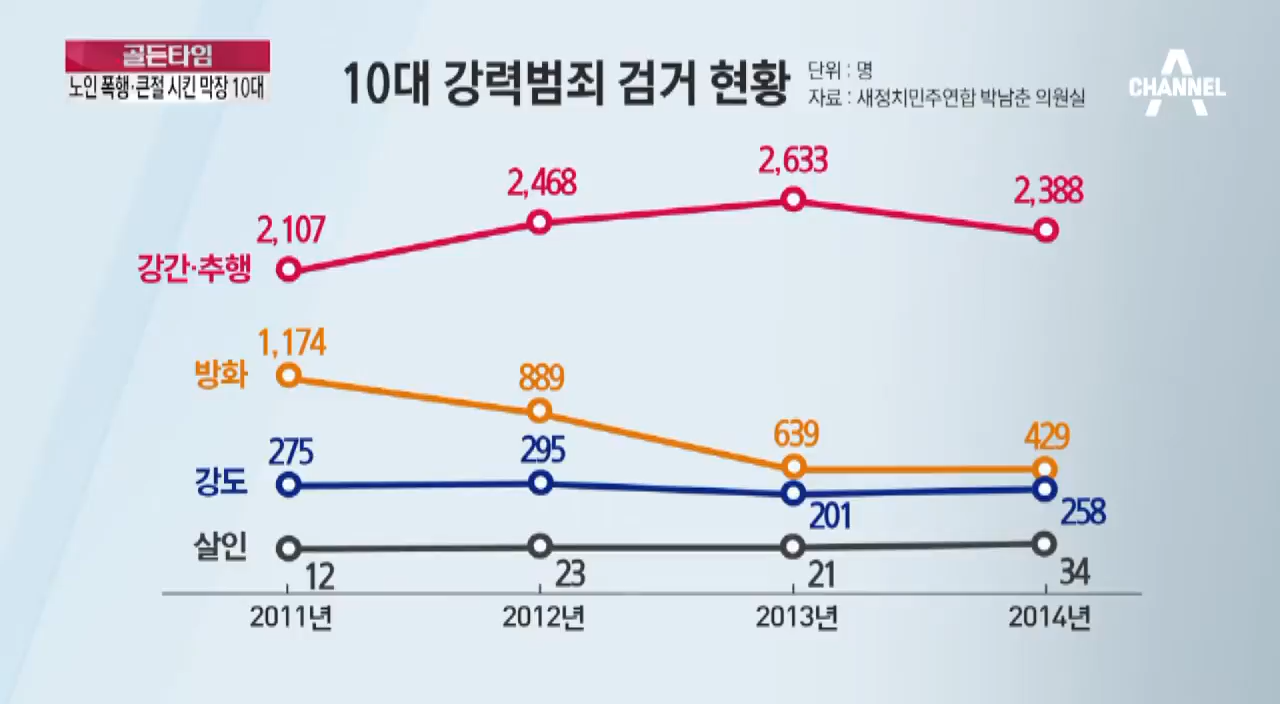 골든타임
노인 폭행·큰절 시킨 막장 10대
10대 강력범죄 검거 현황
단위 : 명
자료 : 새정치민주연합 박남춘 의원실
CHANNEL A
강간·추행
2,107
2,468
2,633
2,388
방화
1,174
889
639
429
강도
275
295
201
258
살인
12
23
21
34
2011년
2012년
2013년
2014년